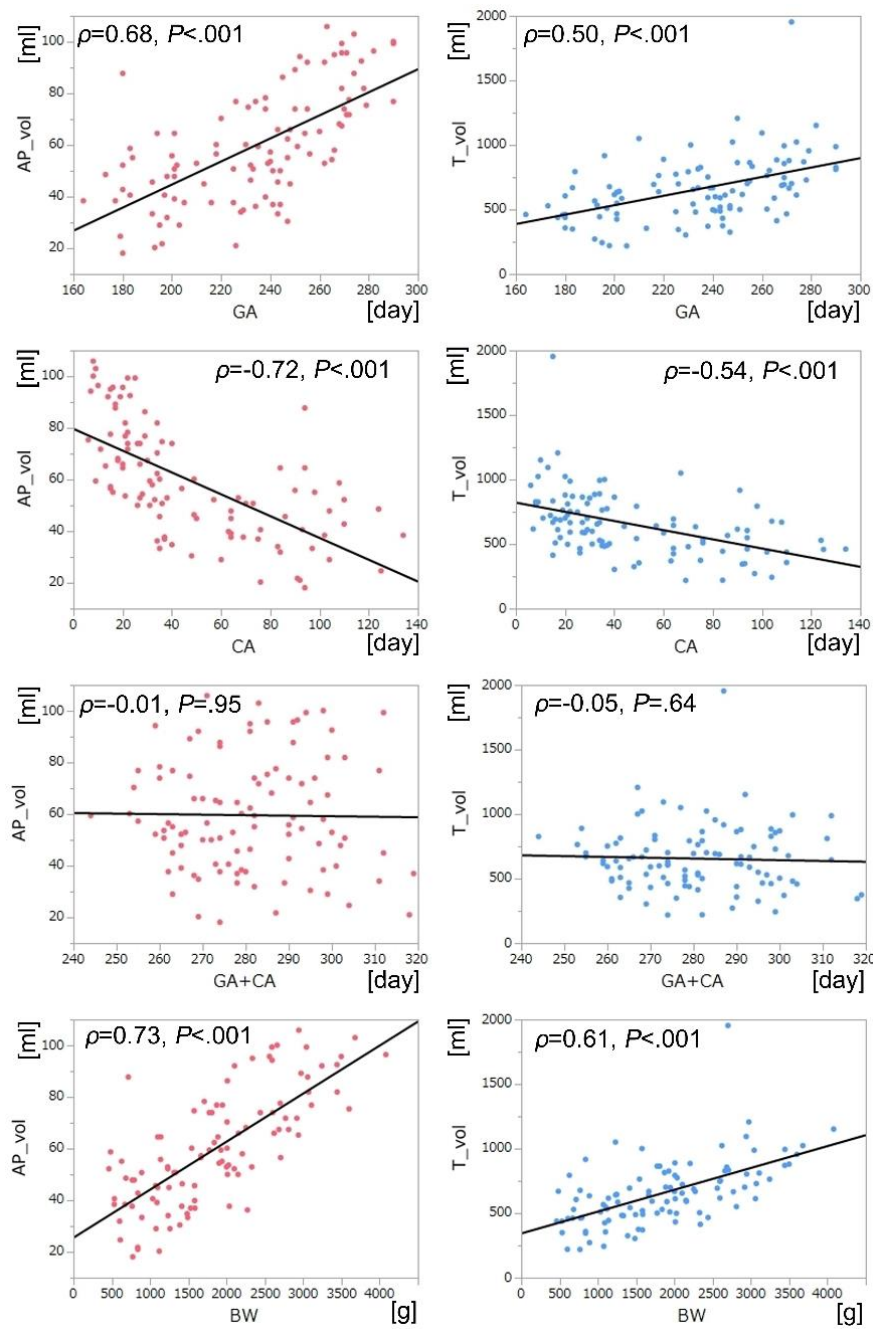 [ml] ρ=0.68, P<.001
100
80
60
40
20
AP_vol
160 180 200 220 240 260 280 300
GA [day]
[ml] ρ=0.50, P<.001
2000
1500
1000
500
0
T_vol
160 180 200 220 240 260 280 300
GA [day]
[ml] ρ=-0.72, P<.001
100
80
60
40
20
AP_vol
0 20 40 60 80 100 120 140
CA [day]
[ml] ρ=-0.54, P<.001
2000
1500
1000
500
0
T_vol
0 20 40 60 80 100 120 140
CA [day]
[ml] ρ=-0.01, P=.95
100
80
60
40
20
AP_vol
240 250 260 270 280 290 300 310 320
GA+CA [day]
[ml] ρ=-0.05, P=.64
2000
1500
1000
500
0
T_vol
240 250 260 270 280 290 300 310 320
GA+CA [day]
[ml] ρ=0.73, P<.001
100
80
60
40
20
AP_vol
0 500 1000 1500 2000 2500 3000 3500 4000
BW [g]
[ml] ρ=0.61, P<.001
2000
1500
1000
500
0
T_vol
0 500 1000 1500 2000 2500 3000 3500 4000
BW [g]